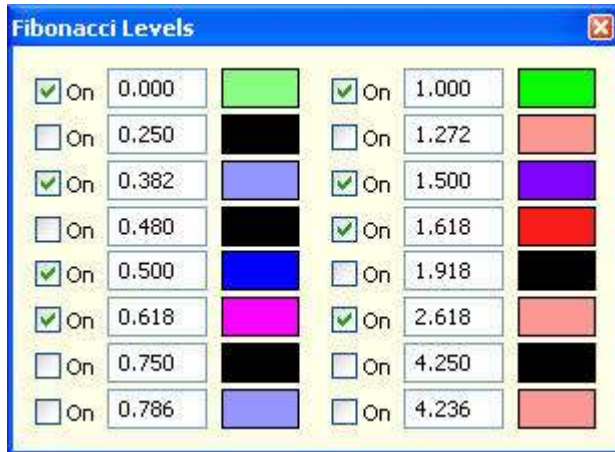 Fibonacci Levels
On 0.000 On 1.000
On 0.250 On 1.272
On 0.382 On 1.500
On 0.480 On 1.618
On 0.500 On 1.918
On 0.618 On 2.618
On 0.750 On 4.250
On 0.786 On 4.236